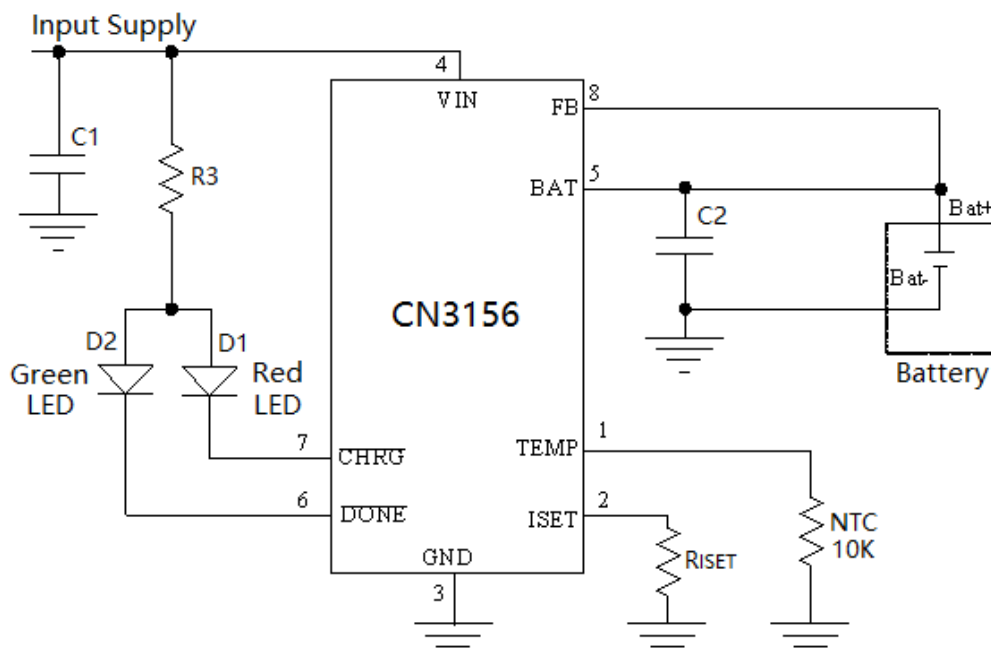 Input Supply
4
VIN
8
FB
C1
R3
5
BAT
C2
Bat+
Bat-
CN3156
D2
D1
Green
LED
Red
LED
Battery
7
CHRG
1
TEMP
6
DONE
2
ISET
NTC
10K
RISET
GND
3